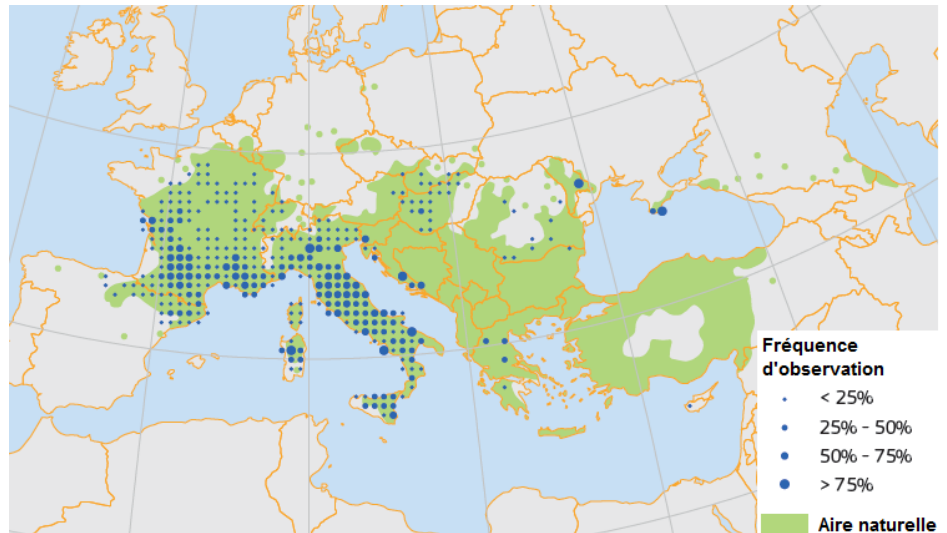 Fréquence
d'observation
< 25%
25% - 50%
50% - 75%
> 75%
Aire naturelle